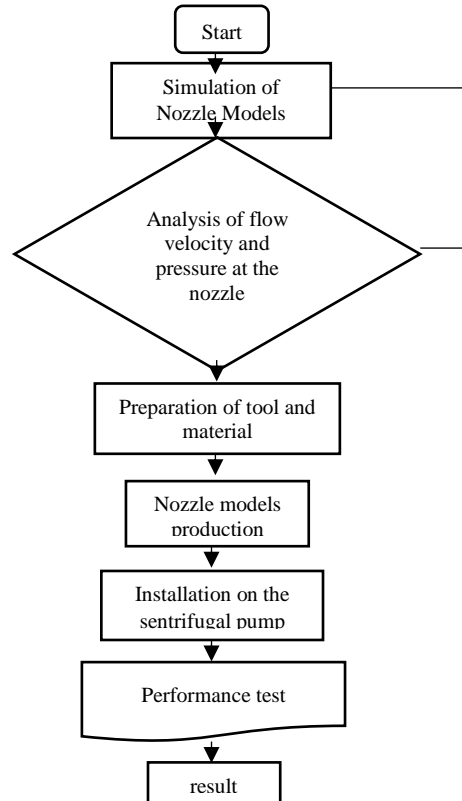 Start
Simulation of
Nozzle Models
Analysis of flow
velocity and
pressure at the
nozzle
Preparation of tool and
material
Nozzle models
production
Installation on the
sentrifugal pump
Performance test
result